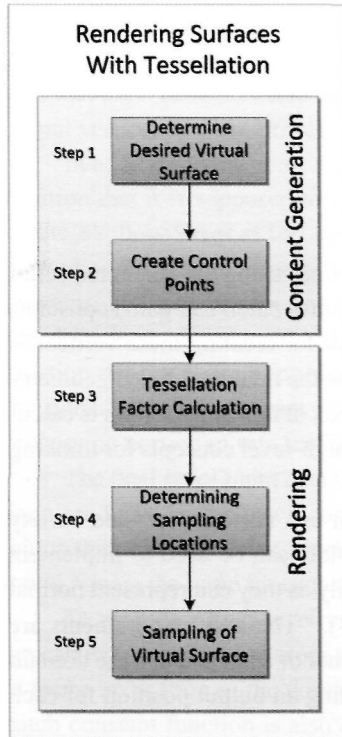 Rendering Surfaces
With Tessellation
Step 1
Determine
Desired Virtual
Surface
Step 2
Create Control
Points
Content Generation
Step 3
Tessellation
Factor Calculation
Step 4
Determining
Sampling
Locations
Step 5
Sampling of
Virtual Surface
Rendering